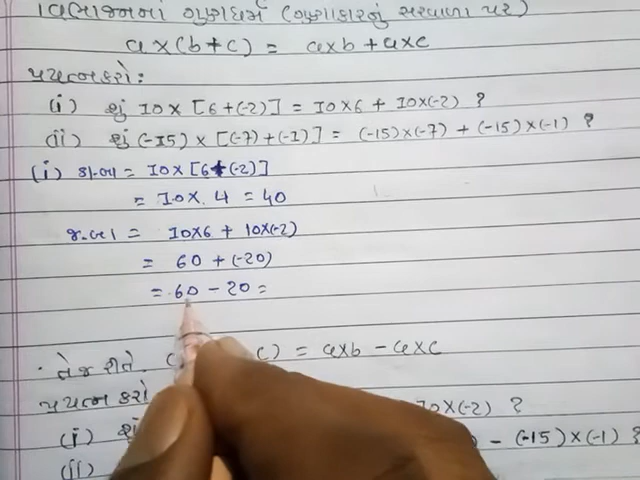 વિભાજનનો ગુણધર્મ (ગુણાકારનું સરવાળા પર)
a×(b+c) = a×b + a×c
પ્રયત્ન કરો:
(i) શું 10×[6+(-2)] = 10×6 + 10×(-2) ?
(ii) શું (-15)×[(-7)+(-1)] = (-15)×(-7) + (-15)×(-1) ?
(i) ડા.બા = 10×[6+(-2)]
= 10×4 = 40
જ.બા = 10×6 + 10×(-2)
= 60 + (-20)
= 60 - 20 =
· તે જ રીતે ( c) = a×b - a×c
પ્રયત્ન કરો 10×(-2) ?
(i) શું - (-15)×(-1) ?
(ii)